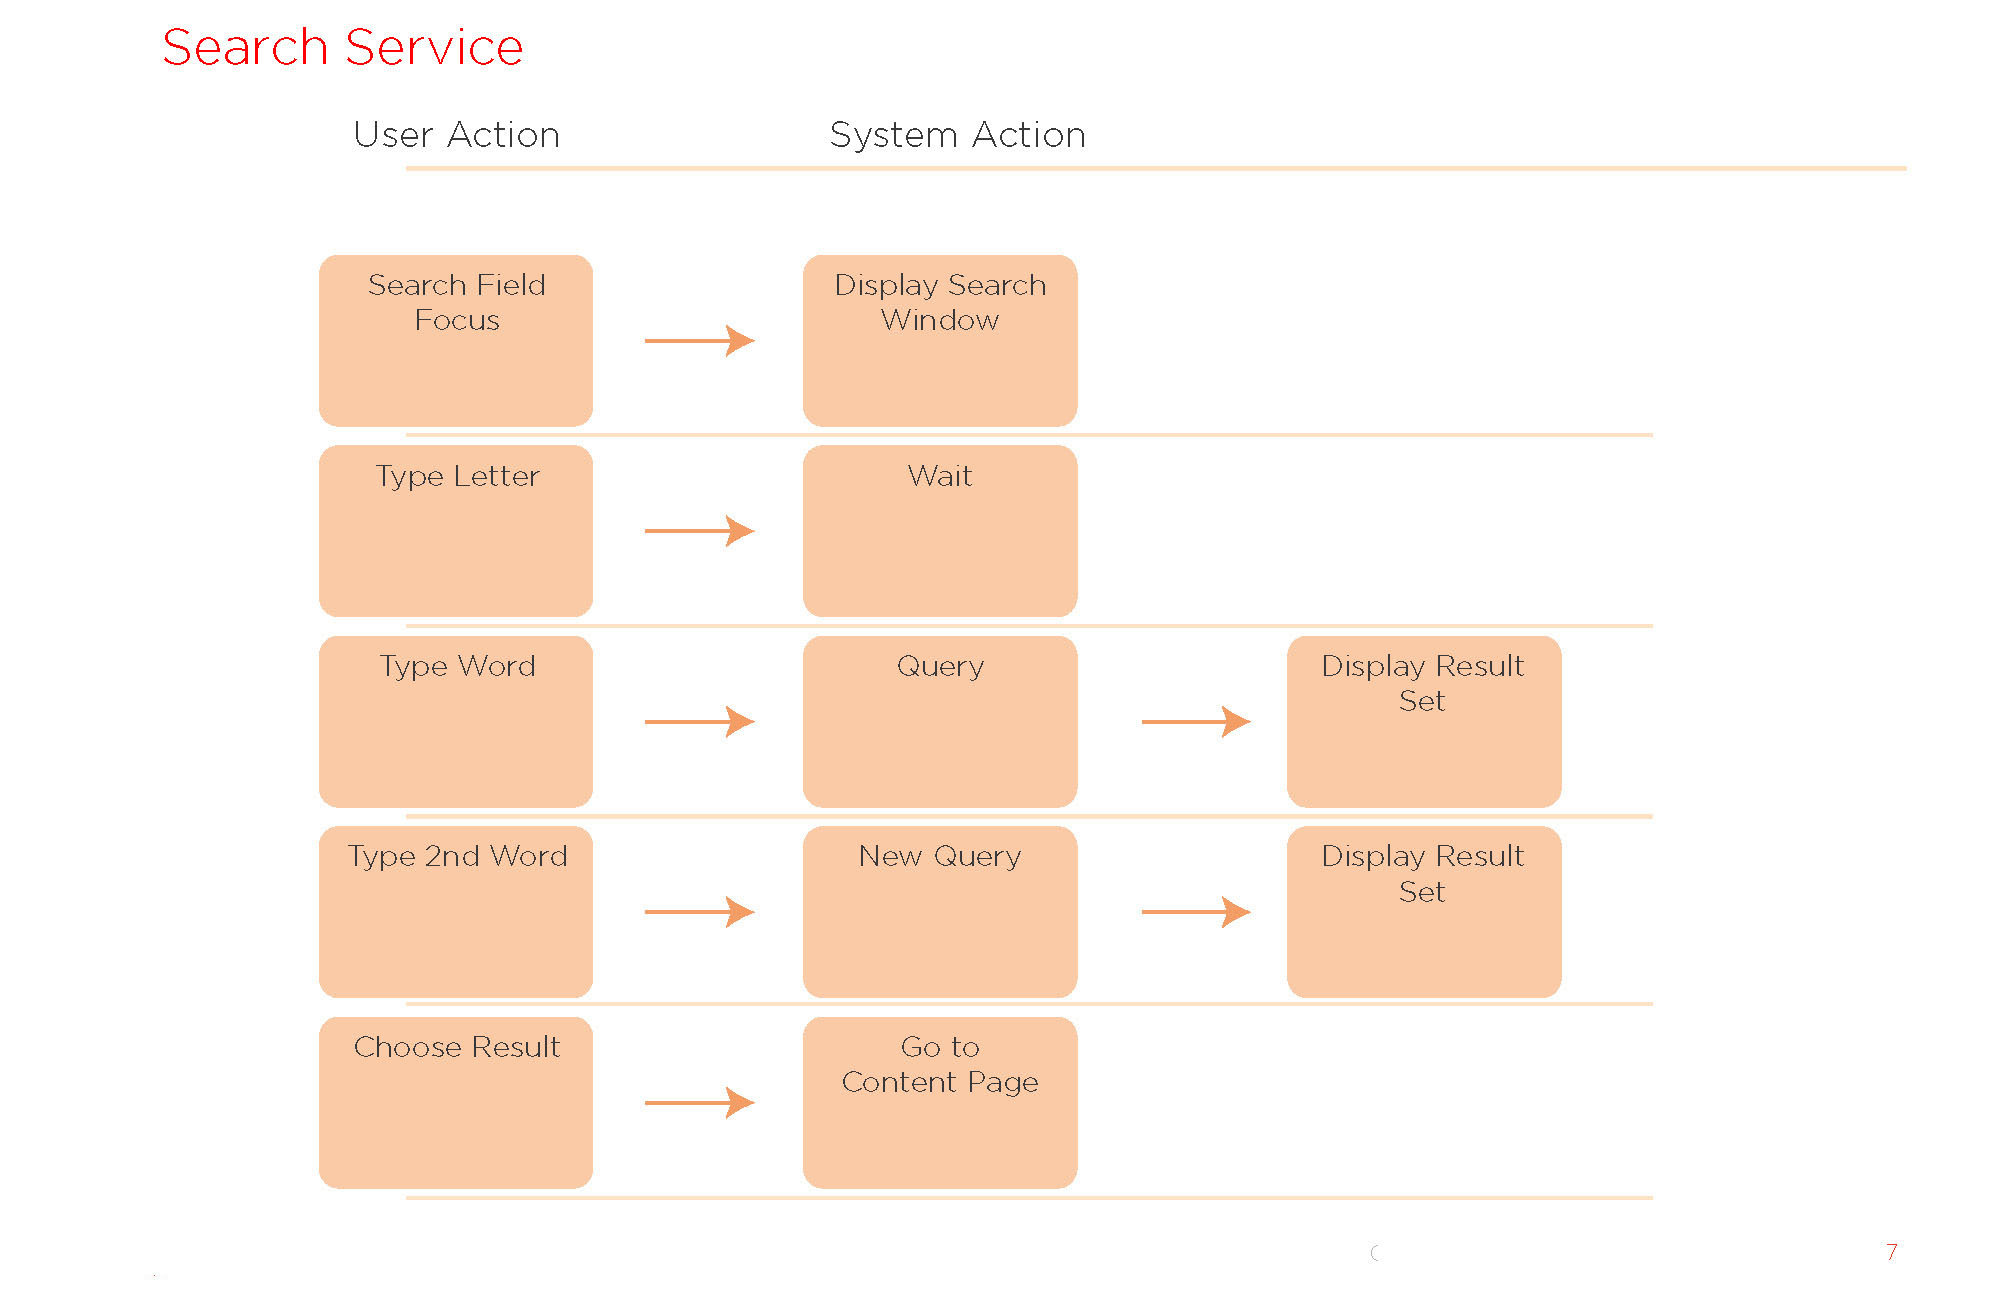 Search Service
User Action
System Action
Search Field
Focus
Display Search
Window
Type Letter
Wait
Type Word
Query
Display Result
Set
Type 2nd Word
New Query
Display Result
Set
Choose Result
Go to
Content Page
7